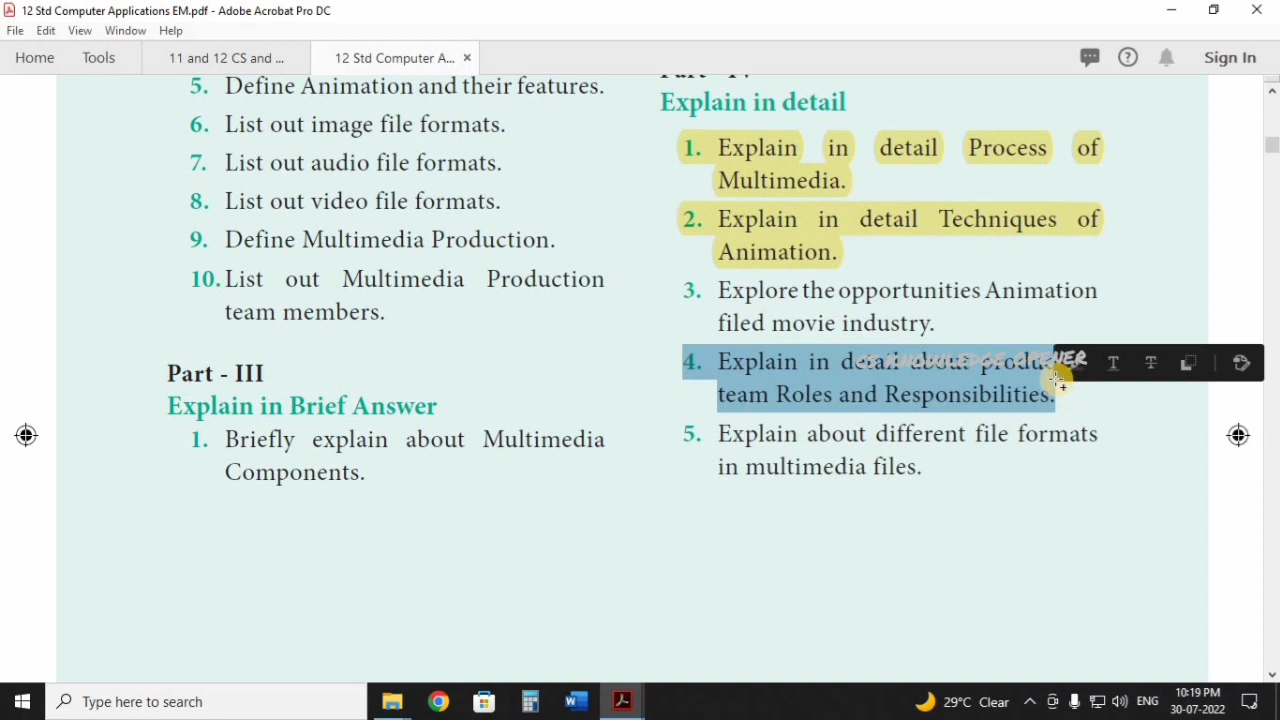 12 Std Computer Applications EM.pdf - Adobe Acrobat Pro DC
File Edit View Window Help
Home Tools 11 and 12 CS and ... 12 Std Computer A... × Sign In
5. Define Animation and their features.
6. List out image file formats.
7. List out audio file formats.
8. List out video file formats.
9. Define Multimedia Production.
10. List out Multimedia Production
team members.
Part - III
Explain in Brief Answer
1. Briefly explain about Multimedia
Components.
Part - IV
Explain in detail
1. Explain in detail Process of
Multimedia.
2. Explain in detail Techniques of
Animation.
3. Explore the opportunities Animation
filed movie industry.
4. Explain in detail about
team Roles and Responsibilities.
KNOWLEDGE OPENER
5. Explain about different file formats
in multimedia files.
Type here to search
29°C Clear ENG
10:19 PM
30-07-2022